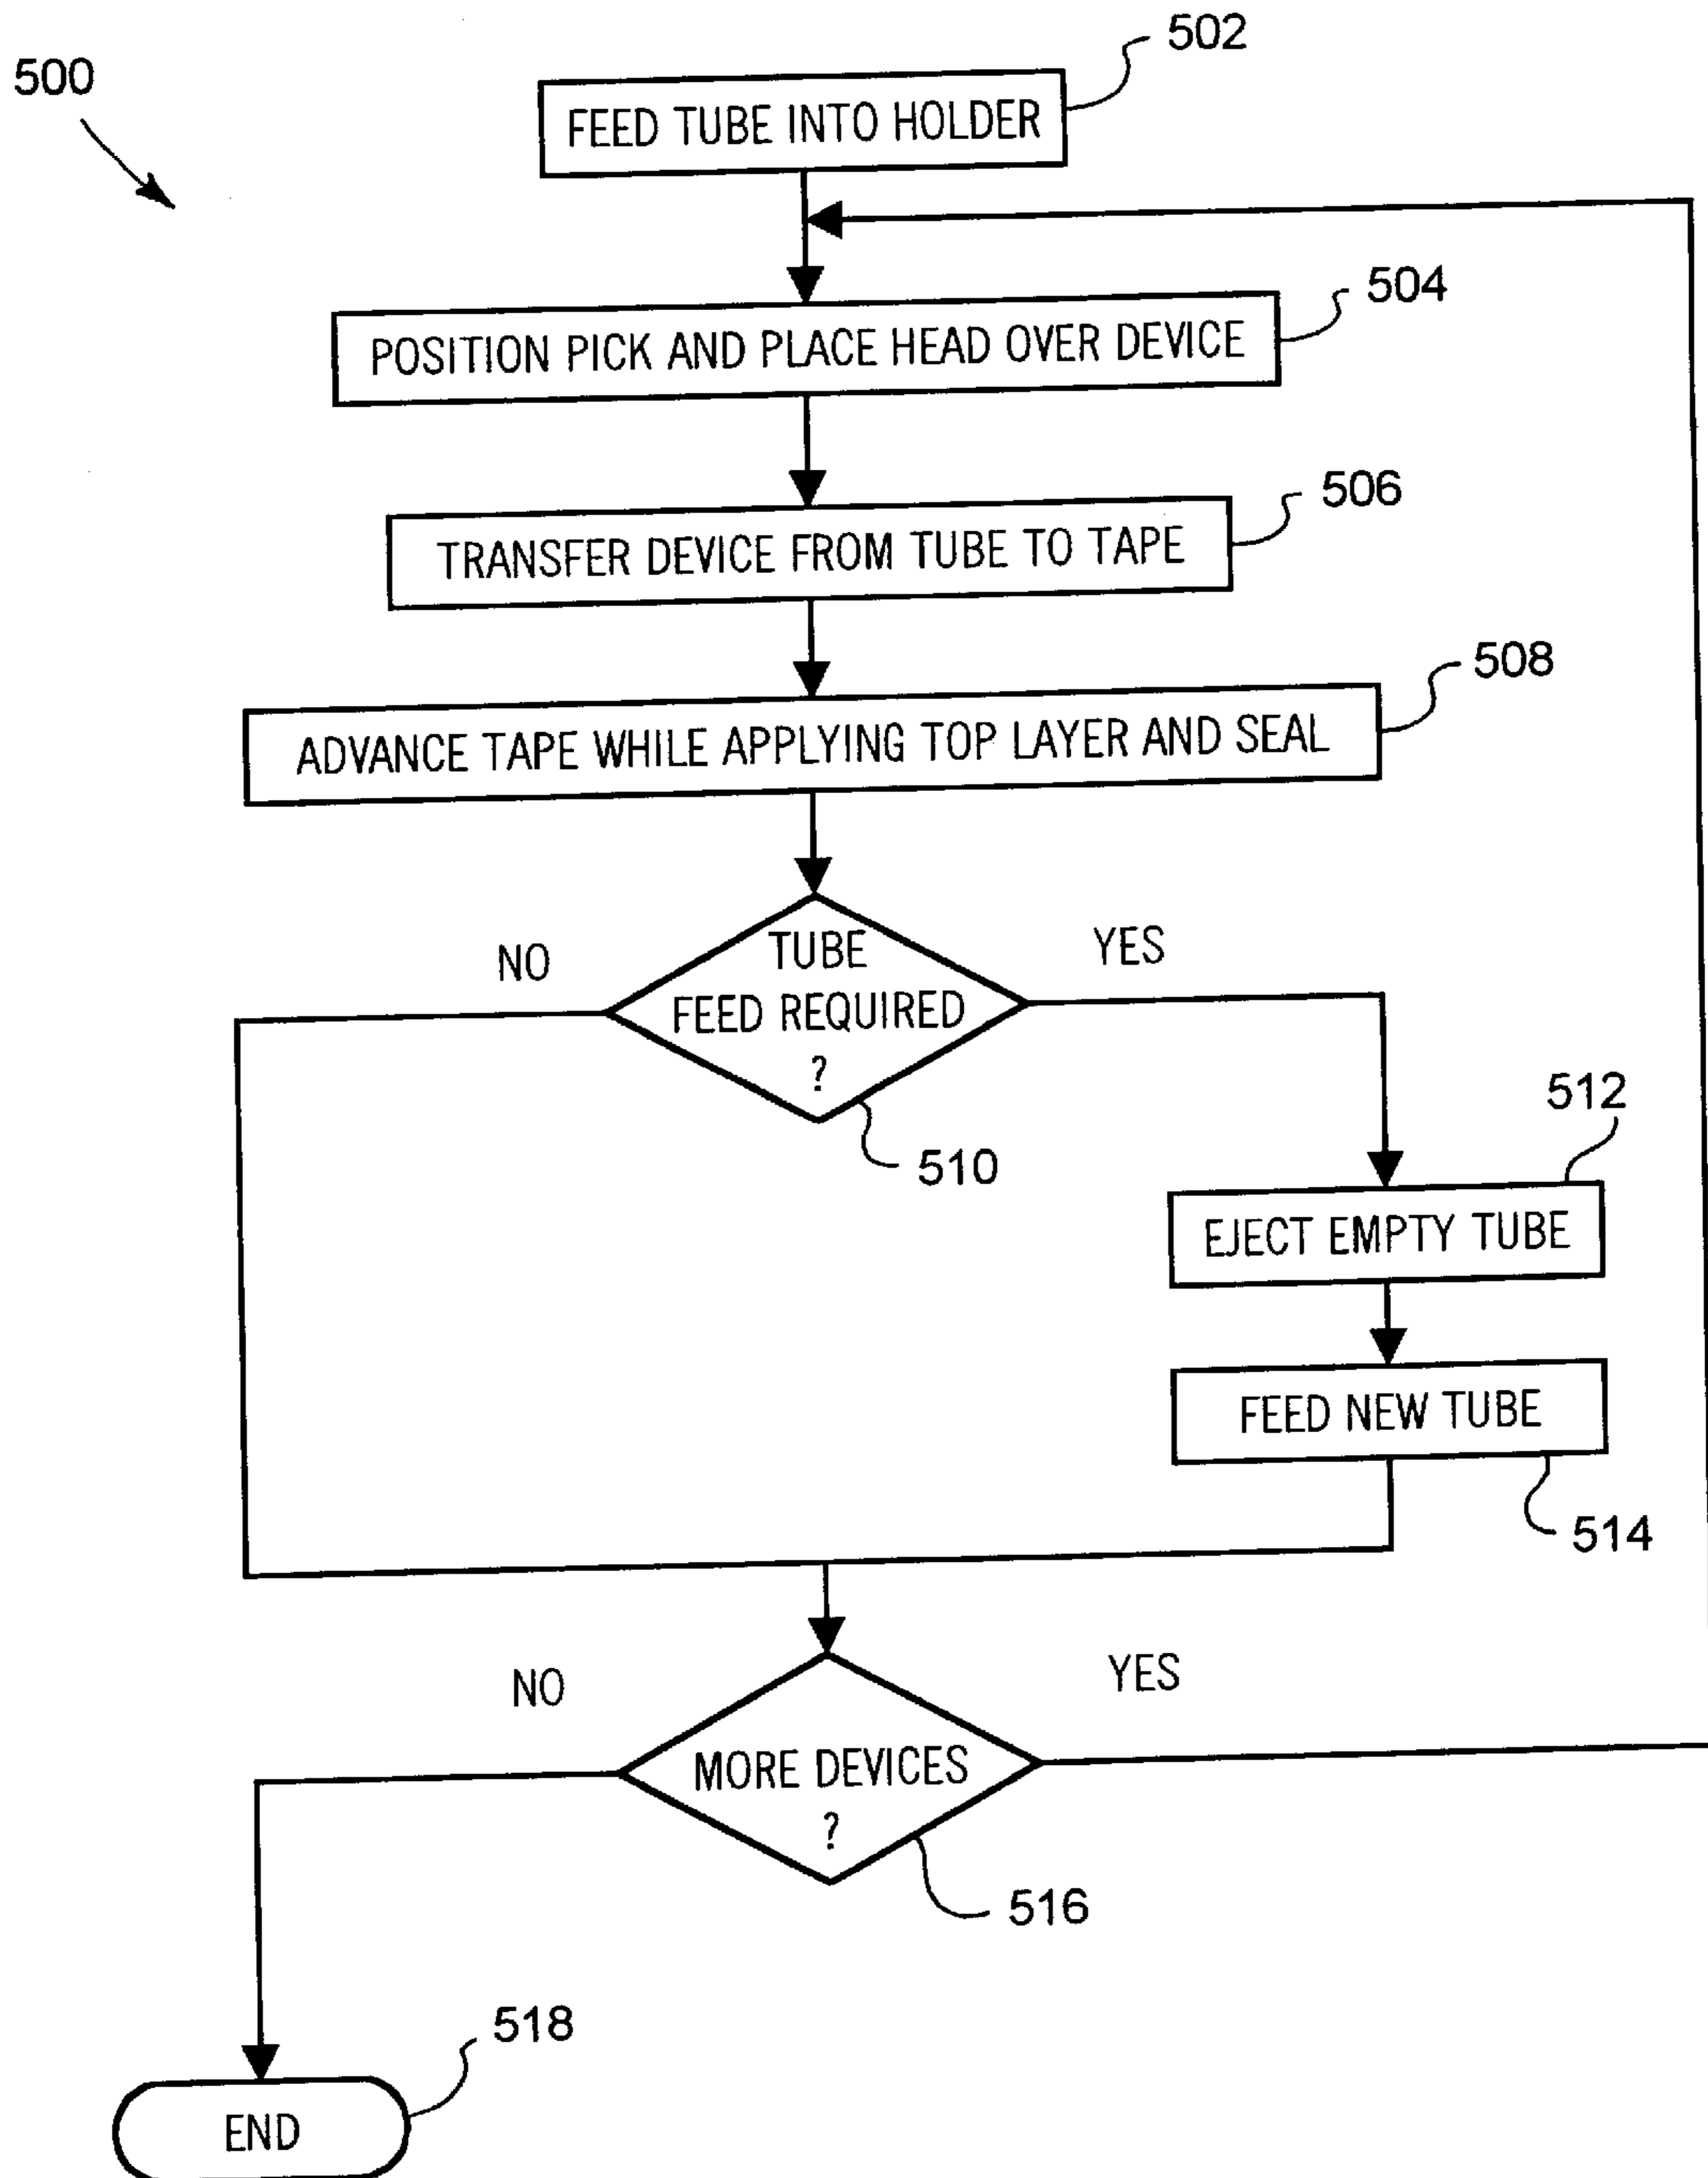 500
502
FEED TUBE INTO HOLDER
504
POSITION PICK AND PLACE HEAD OVER DEVICE
506
TRANSFER DEVICE FROM TUBE TO TAPE
508
ADVANCE TAPE WHILE APPLYING TOP LAYER AND SEAL
NO
TUBE
FEED REQUIRED
?
YES
510
512
EJECT EMPTY TUBE
FEED NEW TUBE
514
NO
YES
MORE DEVICES
?
516
518
END